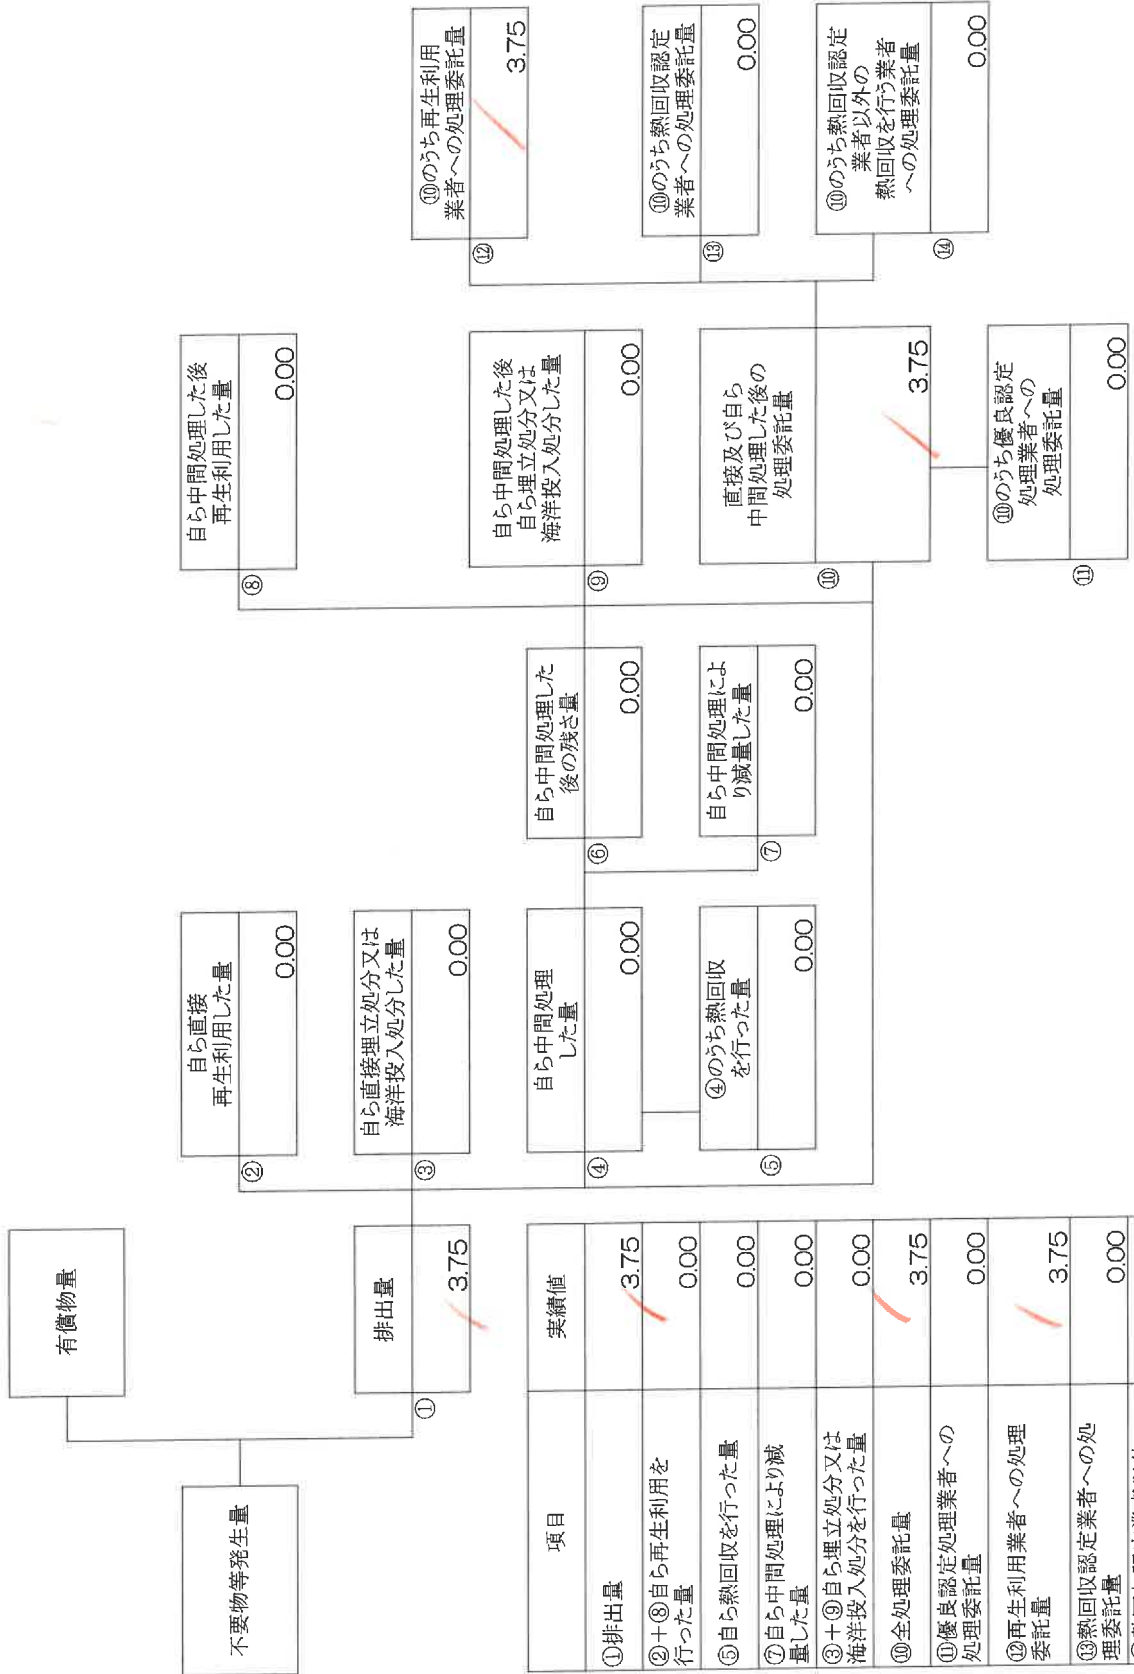 不要物等発生量
有償物量
排出量
①
3.75
自ら直接
再生利用した量
②
0.00
自ら直接埋立処分又は
海洋投入処分した量
③
0.00
自ら中間処理
した量
④
0.00
④のうち熱回収
を行った量
⑤
0.00
自ら中間処理した
後の残さ量
⑥
0.00
自ら中間処理によ
り減量した量
⑦
0.00
自ら中間処理した後
再生利用した量
⑧
0.00
自ら中間処理した後
自ら埋立処分又は
海洋投入処分した量
⑨
0.00
直接及び自ら
中間処理した後の
処理委託量
⑩
3.75
⑩のうち優良認定
処理業者への
処理委託量
⑪
0.00
⑩のうち再生利用
業者への処理委託量
⑫
3.75
⑩のうち熱回収認定
業者への処理委託量
⑬
0.00
⑩のうち熱回収認定
業者以外の
熱回収を行う業者
への処理委託量
⑭
0.00
項目 実績値
①排出量 3.75
②+⑧自ら再生利用を
行った量 0.00
⑤自ら熱回収を行った量 0.00
⑦自ら中間処理により減
量した量 0.00
③+⑨自ら埋立処分又は
海洋投入処分を行った量 0.00
⑩全処理委託量 3.75
⑪優良認定処理業者への
処理委託量 0.00
⑫再生利用業者への処理
委託量 3.75
⑬熱回収認定業者への処
理委託量 0.00